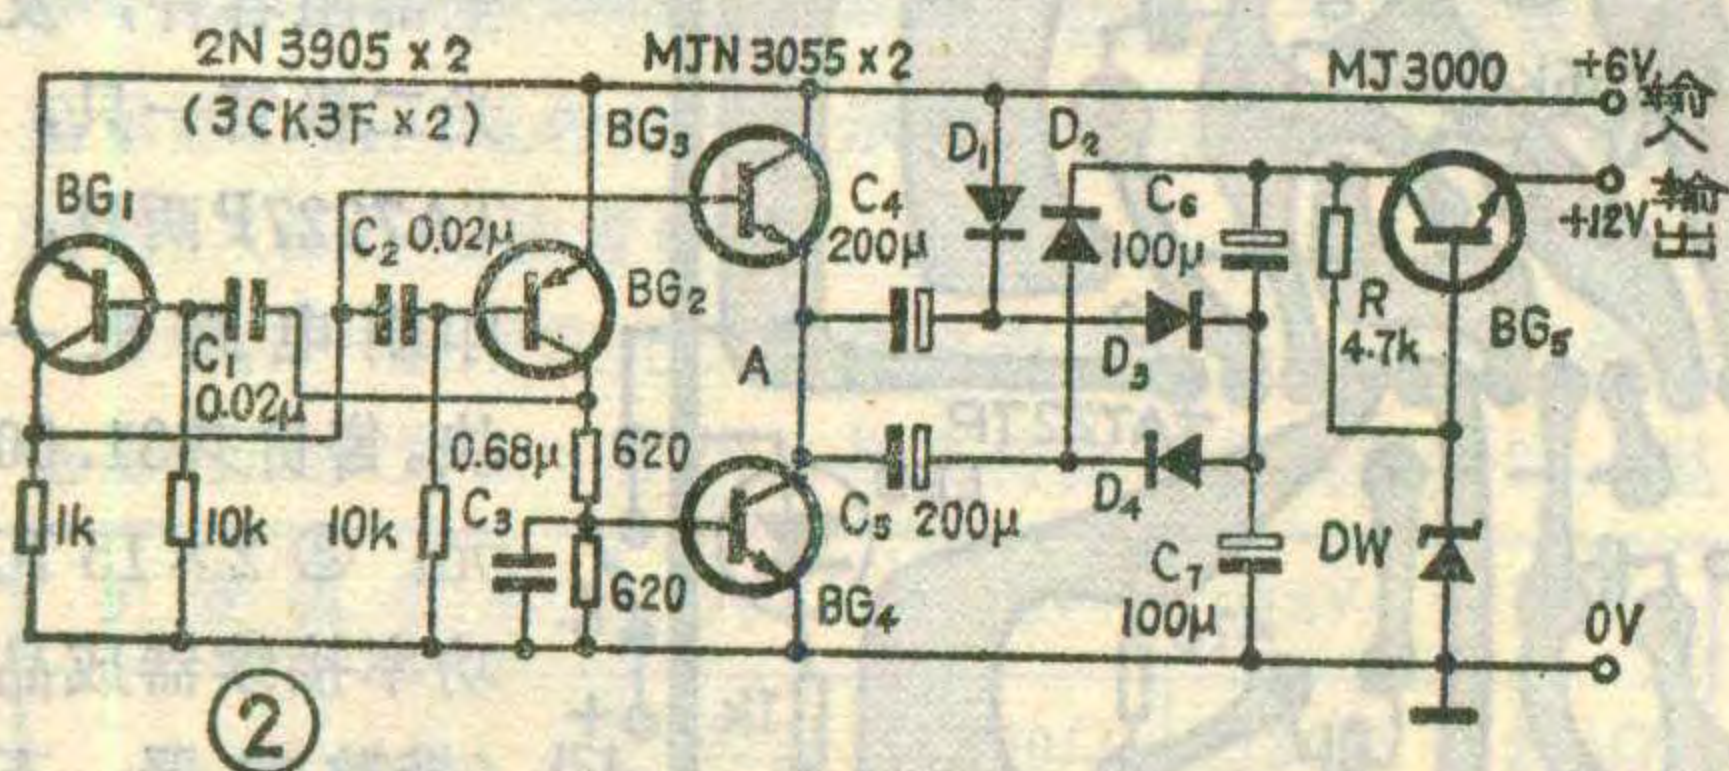 2N 3905 x 2
(3CK3F x 2)
MJN 3055 x 2
MJ3000
+6V
输入
输出
+12V
0V
BG1
BG2
BG3
BG4
BG5
C1
0.02μ
C2 0.02μ
0.68μ
C3
C4
200μ
C5 200μ
C6
100μ
C7
100μ
D1
D2
D3
D4
A
R
4.7k
DW
1k
10k
10k
620
620
②